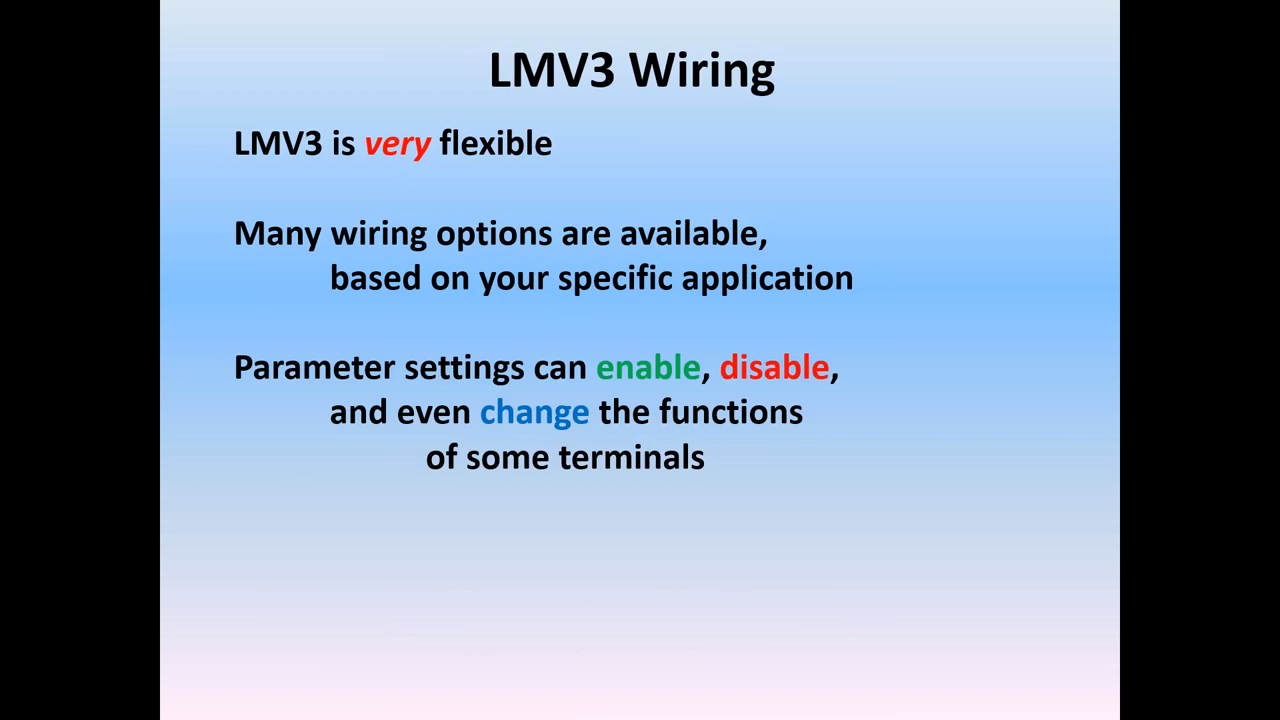 LMV3 Wiring
LMV3 is very flexible
Many wiring options are available,
based on your specific application
Parameter settings can enable, disable,
and even change the functions
of some terminals